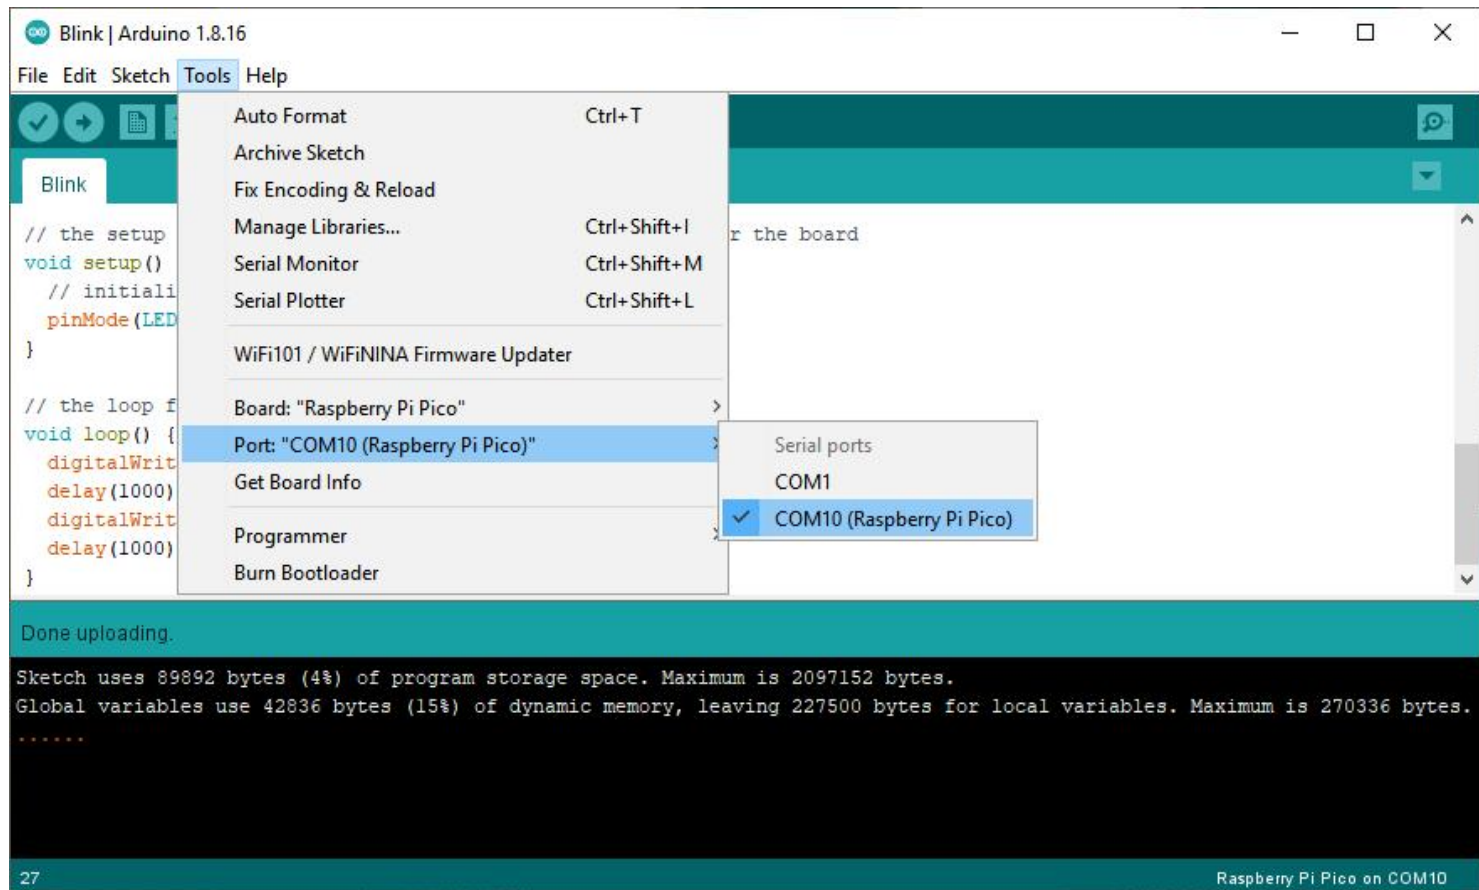 Blink | Arduino 1.8.16
File Edit Sketch Tools Help
Auto Format Ctrl+T
Archive Sketch
Fix Encoding & Reload
Manage Libraries... Ctrl+Shift+I
Serial Monitor Ctrl+Shift+M
Serial Plotter Ctrl+Shift+L
WiFi101 / WiFiNINA Firmware Updater
Board: "Raspberry Pi Pico"
Port: "COM10 (Raspberry Pi Pico)"
Get Board Info
Programmer
Burn Bootloader
Serial ports
COM1
COM10 (Raspberry Pi Pico)
Blink
// the setup r the board
void setup()
// initiali
pinMode(LED
}
// the loop f
void loop() {
digitalWrit
delay(1000)
digitalWrit
delay(1000)
}
Done uploading.
Sketch uses 89892 bytes (4%) of program storage space. Maximum is 2097152 bytes.
Global variables use 42836 bytes (15%) of dynamic memory, leaving 227500 bytes for local variables. Maximum is 270336 bytes.
......
27 Raspberry Pi Pico on COM10